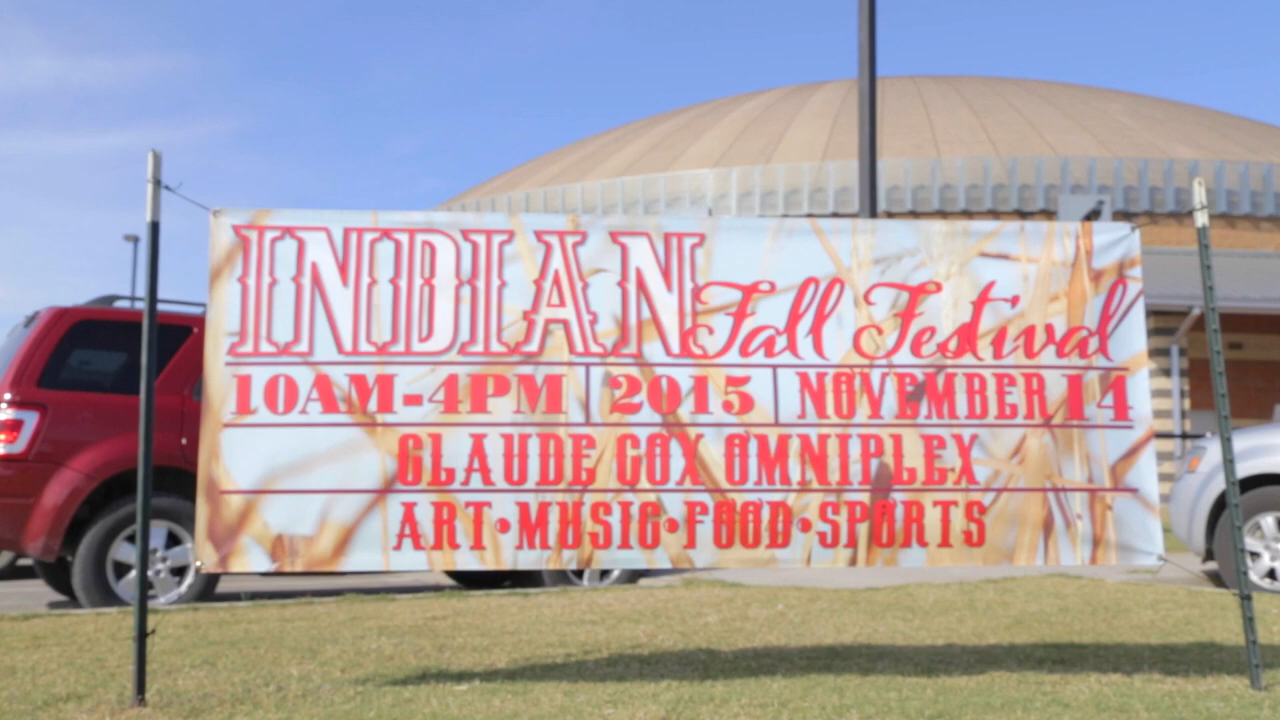 INDIAN Fall Festival
10AM-4PM 2015 NOVEMBER 14
CLAUDE COX OMNIPLEX
ART•MUSIC•FOOD•SPORTS